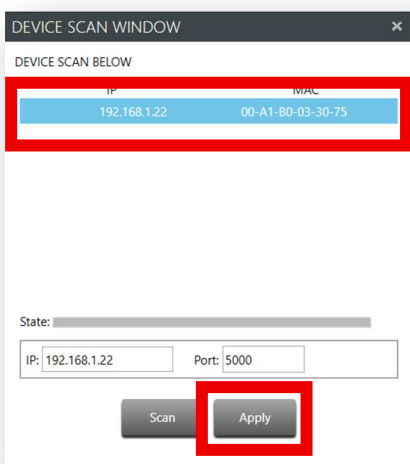 DEVICE SCAN WINDOW ×
DEVICE SCAN BELOW
IP MAC
192.168.1.22 00-A1-B0-03-30-75
State:
IP: 192.168.1.22 Port: 5000
Scan Apply